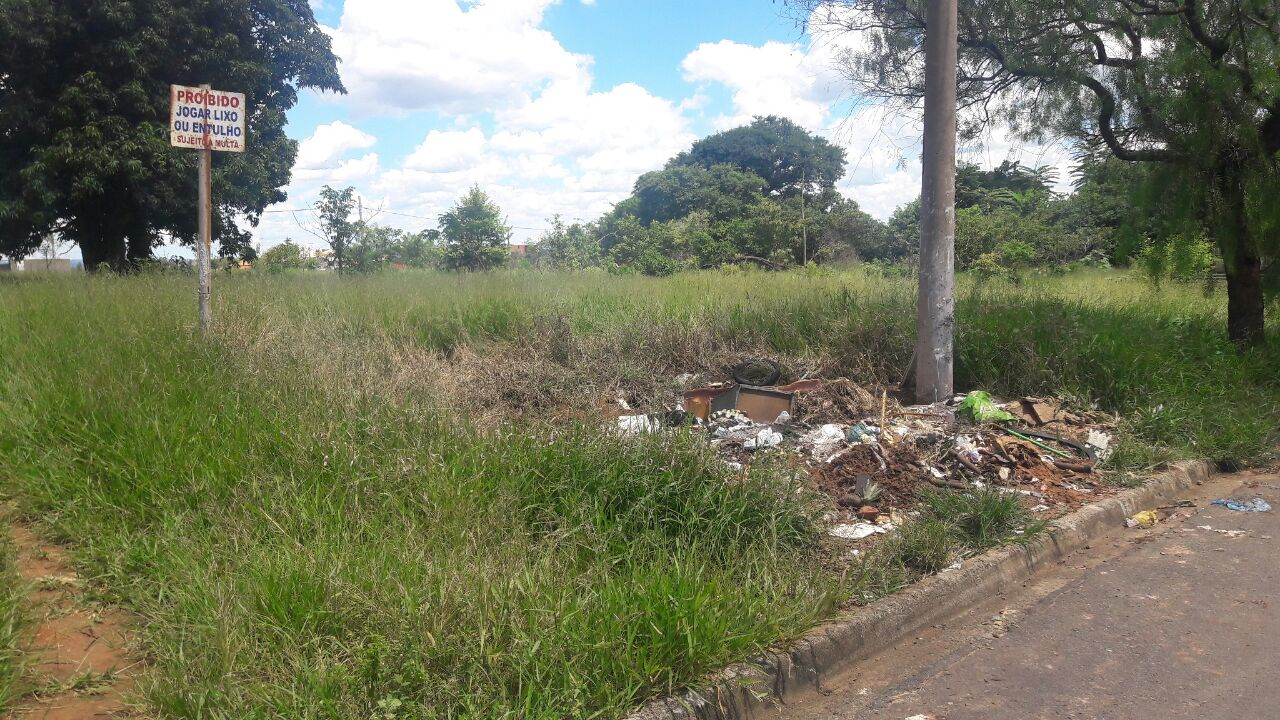 PROIBIDO
JOGAR LIXO
OU ENTULHO
SUJEITO A MULTA